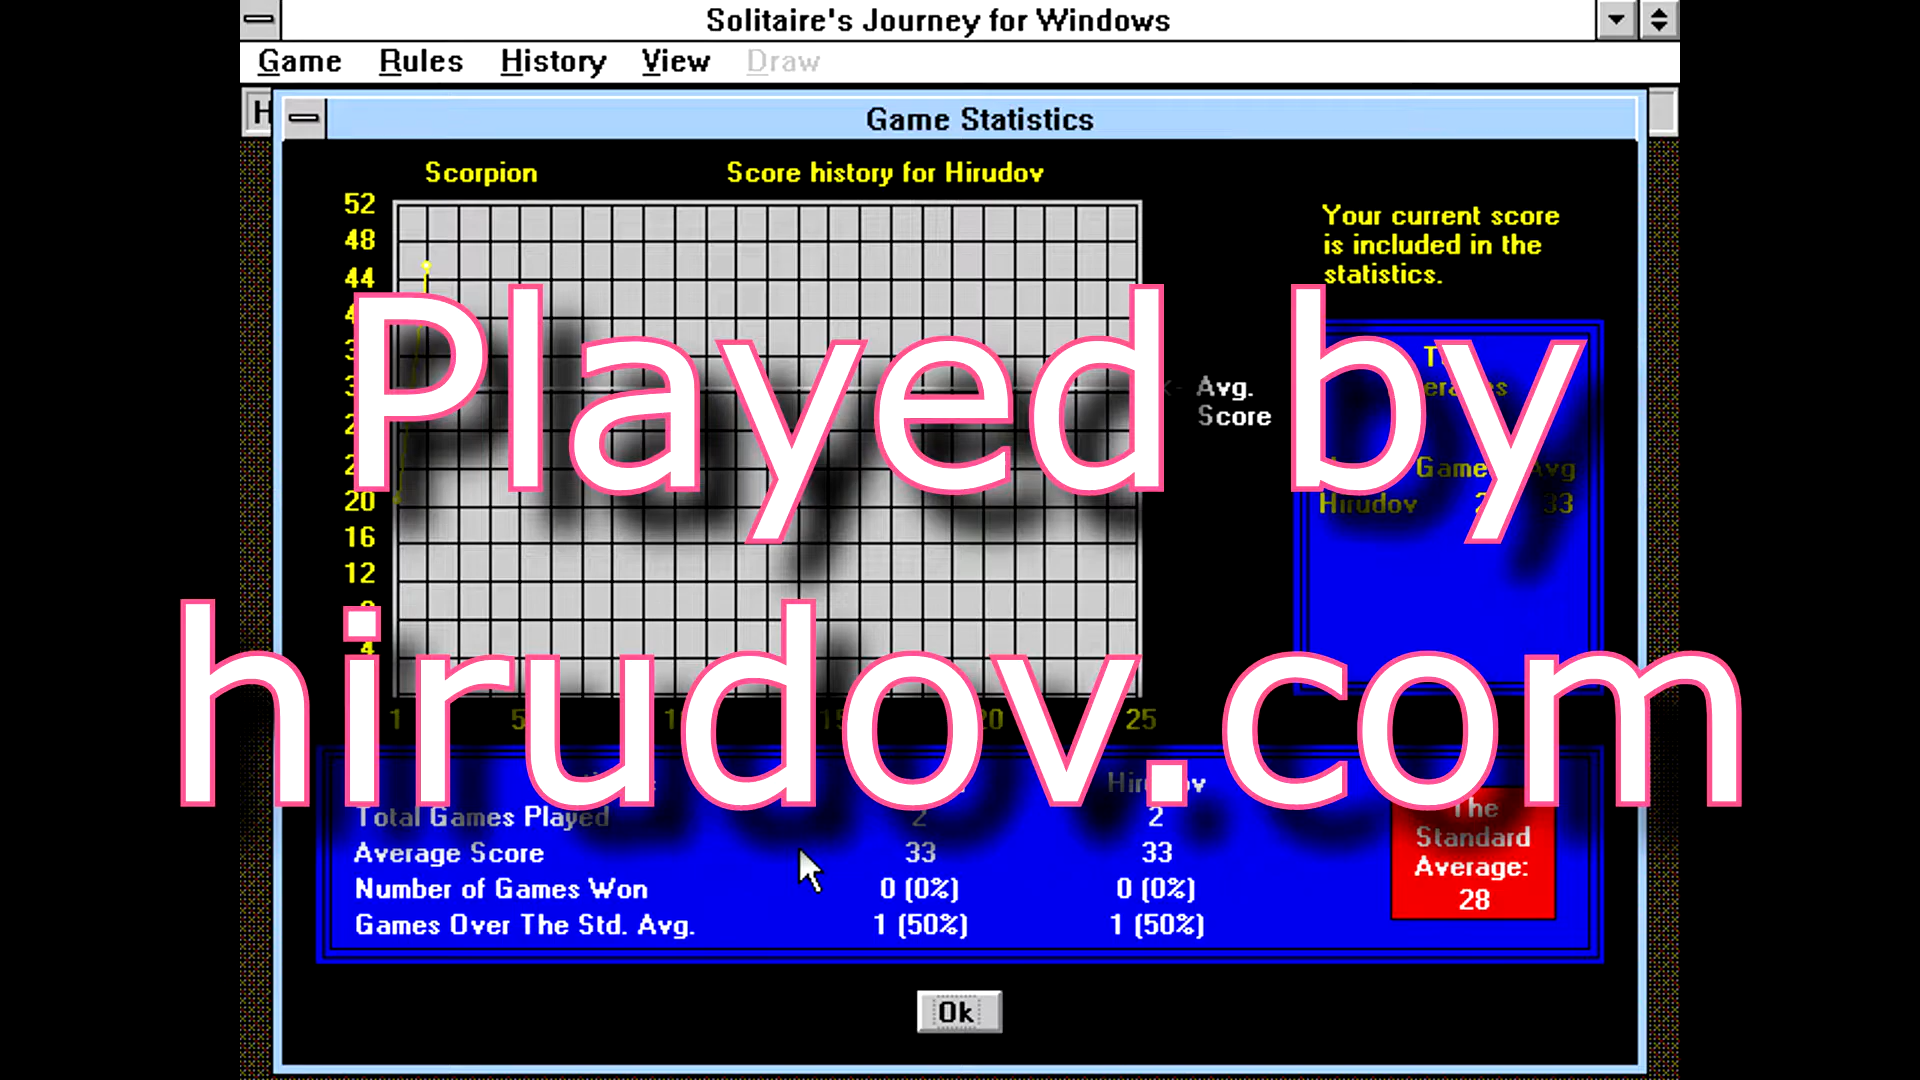 Solitaire's Journey for Windows
Game Rules History View Draw
H
Game Statistics
Scorpion Score history for Hirudov
52
48
44
Your current score
is included in the
statistics.
Played by
Avg.
Score
20
16
12
4
Hirudov 33
hirudov.com
1 25
Total Games Played 2 2
Average Score 33 33
Number of Games Won 0 (0%) 0 (0%)
Games Over The Std. Avg. 1 (50%) 1 (50%)
The
Standard
Average:
28
Ok